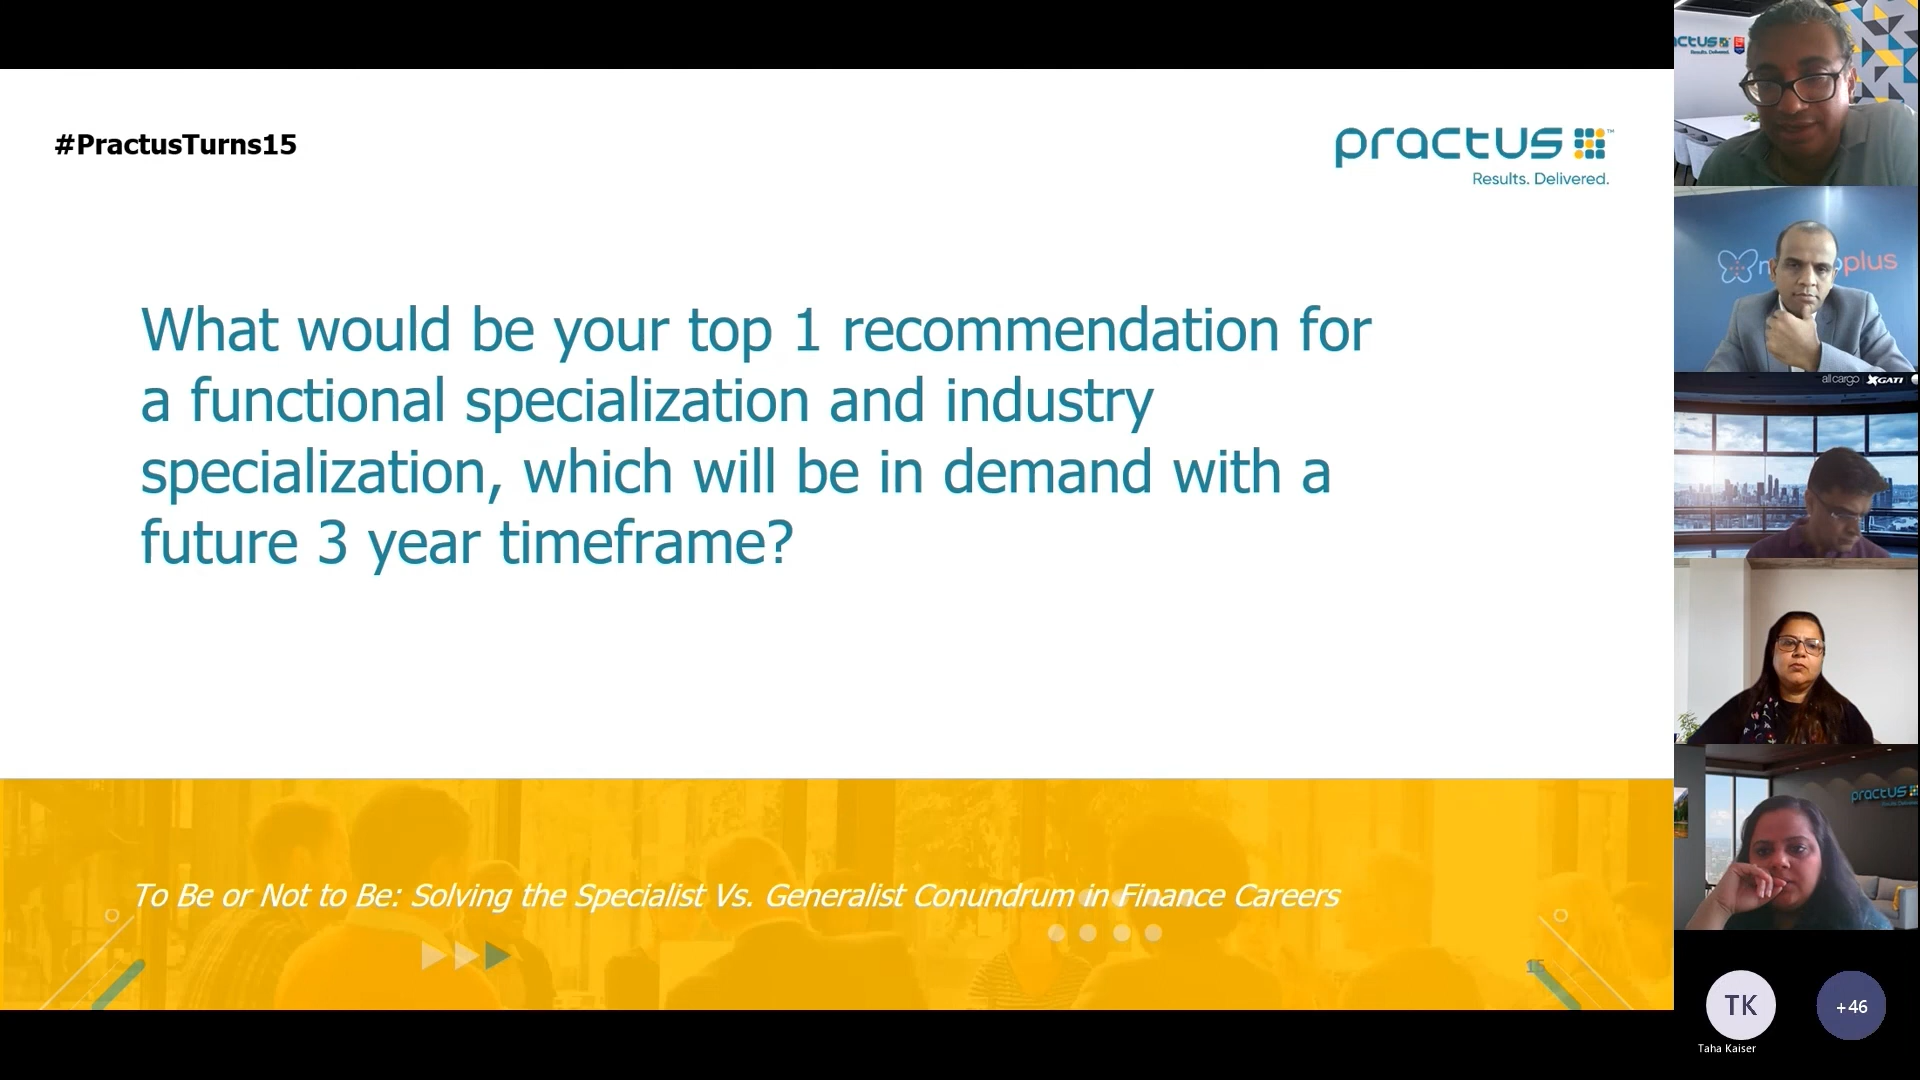 #PractusTurns15
practus™
Results. Delivered.
What would be your top 1 recommendation for
a functional specialization and industry
specialization, which will be in demand with a
future 3 year timeframe?
To Be or Not to Be: Solving the Specialist Vs. Generalist Conundrum in Finance Careers
15
plus
allcargo GATI
practus
TK
+46
Taha Kaiser